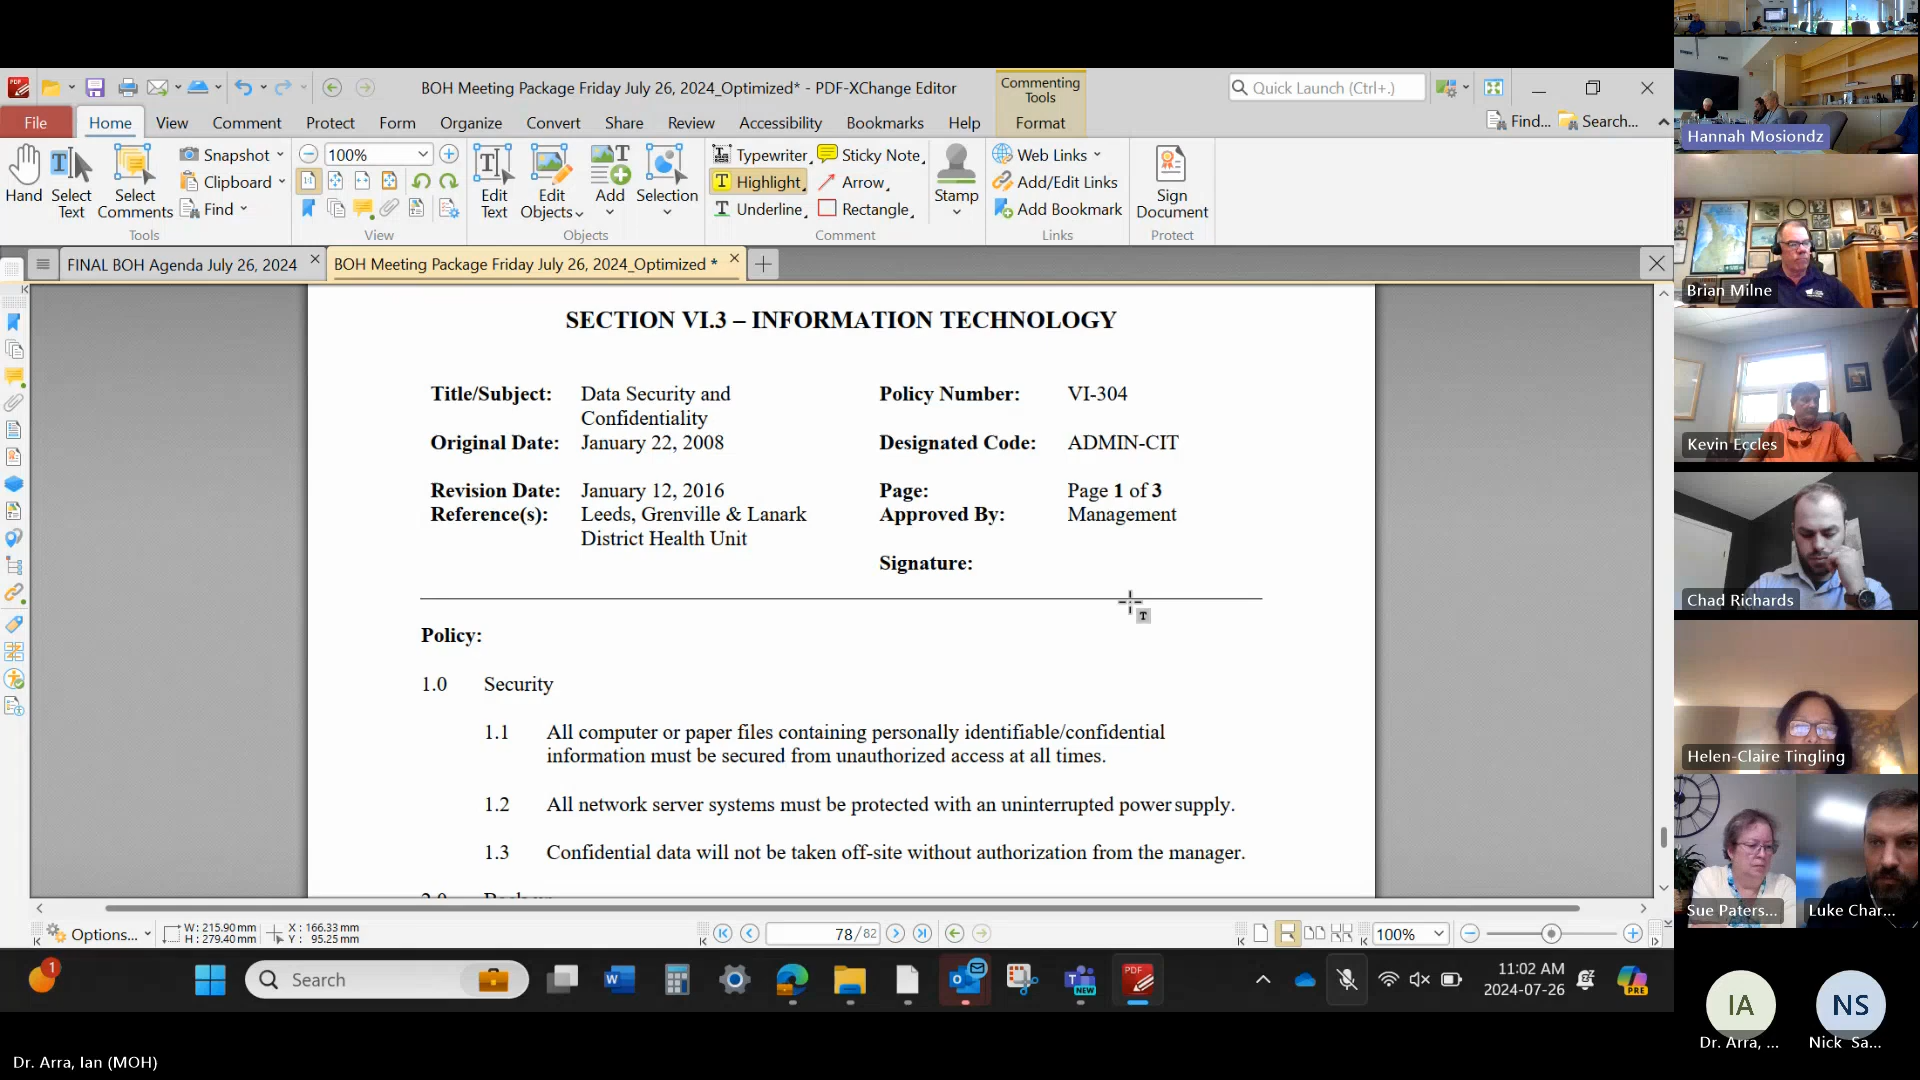 BOH Meeting Package Friday July 26, 2024_Optimized* - PDF-XChange Editor
Commenting Tools
Quick Launch (Ctrl+.)
File Home View Comment Protect Form Organize Convert Share Review Accessibility Bookmarks Help Format Find... Search...
Hand
Select Text
Select Comments
Snapshot
Clipboard
Find
Tools
100%
View
Edit Text
Edit Objects
Add
Selection
Objects
Typewriter
Sticky Note
Highlight
Arrow
Underline
Rectangle
Comment
Stamp
Web Links
Add/Edit Links
Add Bookmark
Links
Sign Document
Protect
FINAL BOH Agenda July 26, 2024
BOH Meeting Package Friday July 26, 2024_Optimized *
SECTION VI.3 – INFORMATION TECHNOLOGY
Title/Subject: Data Security and Confidentiality
Policy Number: VI-304
Original Date: January 22, 2008
Designated Code: ADMIN-CIT
Revision Date: January 12, 2016
Page: Page 1 of 3
Reference(s): Leeds, Grenville & Lanark District Health Unit
Approved By: Management
Signature:
Policy:
1.0 Security
1.1 All computer or paper files containing personally identifiable/confidential
information must be secured from unauthorized access at all times.
1.2 All network server systems must be protected with an uninterrupted power supply.
1.3 Confidential data will not be taken off-site without authorization from the manager.
Options...
W: 215.90 mm
H: 279.40 mm
X: 166.33 mm
Y: 95.25 mm
78 / 82
100%
1
Search
NEW
PDF
11:02 AM
2024-07-26
PRE
Hannah Mosiondz
Brian Milne
Kevin Eccles
Chad Richards
Helen-Claire Tingling
Sue Paters...
Luke Char...
IA
Dr. Arra, ...
NS
Nick Sa...
Dr. Arra, Ian (MOH)